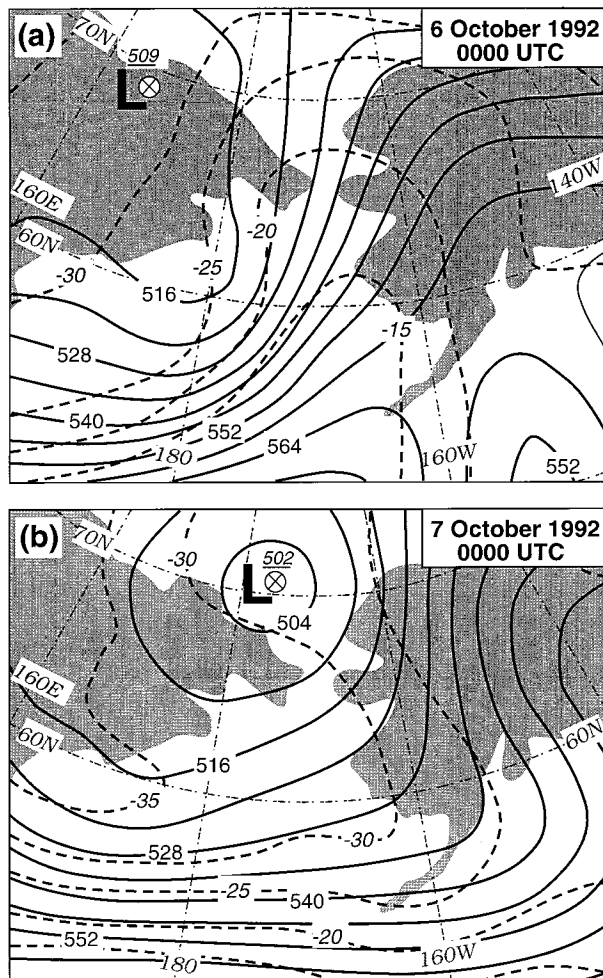 (a)
6 October 1992
0000 UTC
70N
509
L
140W
160E
60N
-20
-30
-25
516
-15
528
540
552
564
180
160W
552
(b)
7 October 1992
0000 UTC
70N
-30
502
L
504
160E
60N
60N
516
-35
528
-30
-25
540
-20
552
180
160W